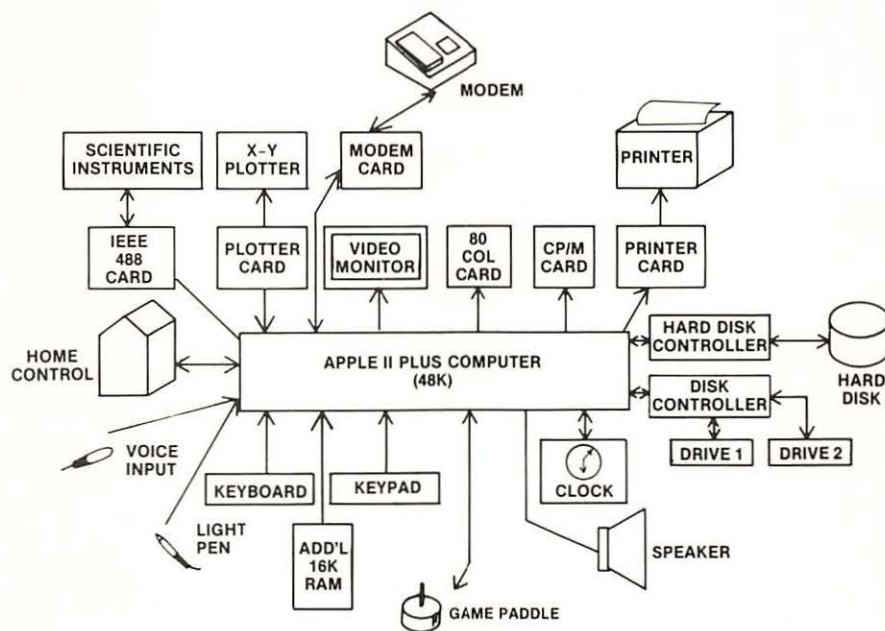 MODEM
SCIENTIFIC
INSTRUMENTS
X-Y
PLOTTER
MODEM
CARD
PRINTER
IEEE
488
CARD
PLOTTER
CARD
VIDEO
MONITOR
80
COL
CARD
CP/M
CARD
PRINTER
CARD
HOME
CONTROL
APPLE II PLUS COMPUTER
(48K)
HARD DISK
CONTROLLER
HARD
DISK
DISK
CONTROLLER
DRIVE 1
DRIVE 2
VOICE
INPUT
KEYBOARD
KEYPAD
CLOCK
LIGHT
PEN
ADD'L
16K
RAM
SPEAKER
GAME PADDLE